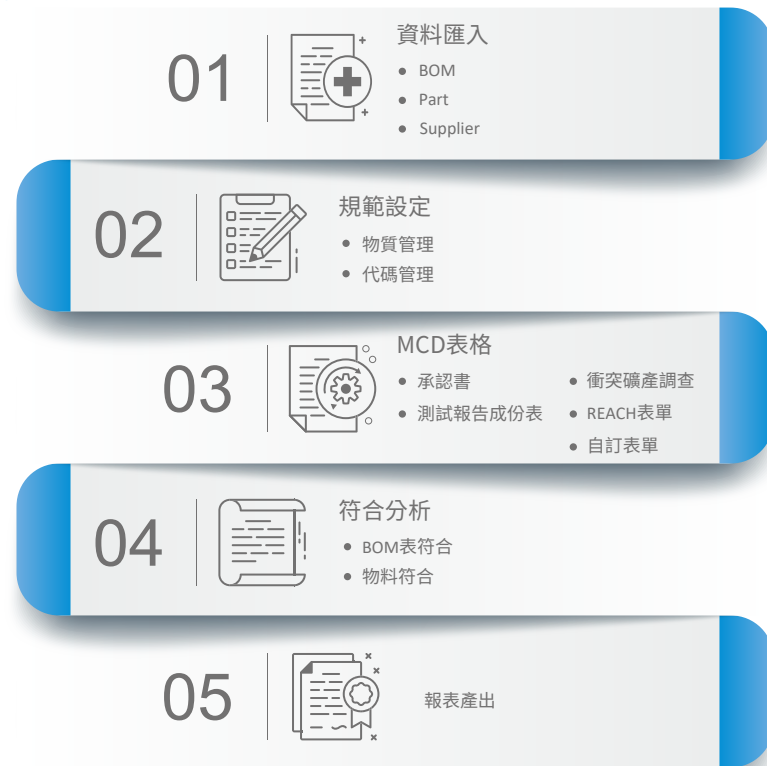 01
資料匯入
BOM
Part
Supplier
02
規範設定
物質管理
代碼管理
03
MCD表格
承認書
測試報告成份表
衝突礦產調查
REACH表單
自訂表單
04
符合分析
BOM表符合
物料符合
05
報表產出